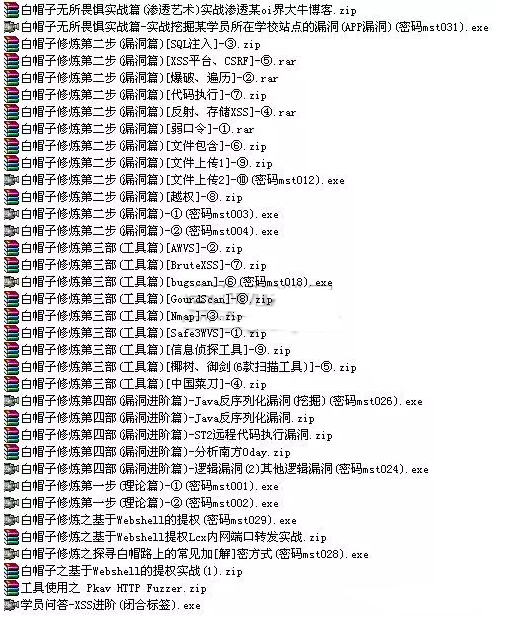 白帽子无所畏惧实战篇(渗透艺术)实战渗透某oi界大牛博客.zip
白帽子无所畏惧实战篇-实战挖掘某学员所在学校站点的漏洞(APP漏洞)(密码mst031).exe
白帽子修炼第二步(漏洞篇)[SQL注入]-③.zip
白帽子修炼第二步(漏洞篇)[XSS平台、CSRF]-⑤.rar
白帽子修炼第二步(漏洞篇)[爆破、遍历]-②.rar
白帽子修炼第二步(漏洞篇)[代码执行]-⑦.zip
白帽子修炼第二步(漏洞篇)[反射、存储XSS]-④.rar
白帽子修炼第二步(漏洞篇)[弱口令]-①.rar
白帽子修炼第二步(漏洞篇)[文件包含]-⑥.zip
白帽子修炼第二步(漏洞篇)[文件上传1]-⑨.zip
白帽子修炼第二步(漏洞篇)[文件上传2]-⑩(密码mst012).exe
白帽子修炼第二步(漏洞篇)[越权]-⑧.zip
白帽子修炼第二步(漏洞篇)-①(密码mst003).exe
白帽子修炼第二步(漏洞篇)-②(密码mst004).exe
白帽子修炼第三部(工具篇)[AWVS]-②.zip
白帽子修炼第三部(工具篇)[BruteXSS]-⑦.zip
白帽子修炼第三部(工具篇)[bugscan]-⑥(密码mst018).exe
白帽子修炼第三部(工具篇)[GourdScan]-⑧.zip
白帽子修炼第三部(工具篇)[Nmap]-③.zip
白帽子修炼第三部(工具篇)[Safe3WVS]-①.zip
白帽子修炼第三部(工具篇)[信息侦探工具]-⑨.zip
白帽子修炼第三部(工具篇)[椰树、御剑(6款扫描工具)]-⑤.zip
白帽子修炼第三部(工具篇)[中国菜刀]-④.zip
白帽子修炼第四部(漏洞进阶篇)-Java反序列化漏洞(挖掘)(密码mst026).exe
白帽子修炼第四部(漏洞进阶篇)-Java反序列化漏洞.zip
白帽子修炼第四部(漏洞进阶篇)-ST2远程代码执行漏洞.zip
白帽子修炼第四部(漏洞进阶篇)-分析南方0day.zip
白帽子修炼第四部(漏洞进阶篇)-逻辑漏洞(2)其他逻辑漏洞(密码mst024).exe
白帽子修炼第一步(理论篇)-①(密码mst001).exe
白帽子修炼第一步(理论篇)-②(密码mst002).exe
白帽子修炼之基于Webshell的提权(密码mst029).exe
白帽子修炼之基于Webshell提权Lcx内网端口转发实战.zip
白帽子修炼之探寻白帽路上的常见加[解]密方式(密码mst028).exe
白帽子之基于Webshell的提权实战(1).zip
工具使用之 Pkav HTTP Fuzzer.zip
学员问答-XSS进阶(闭合标签).exe